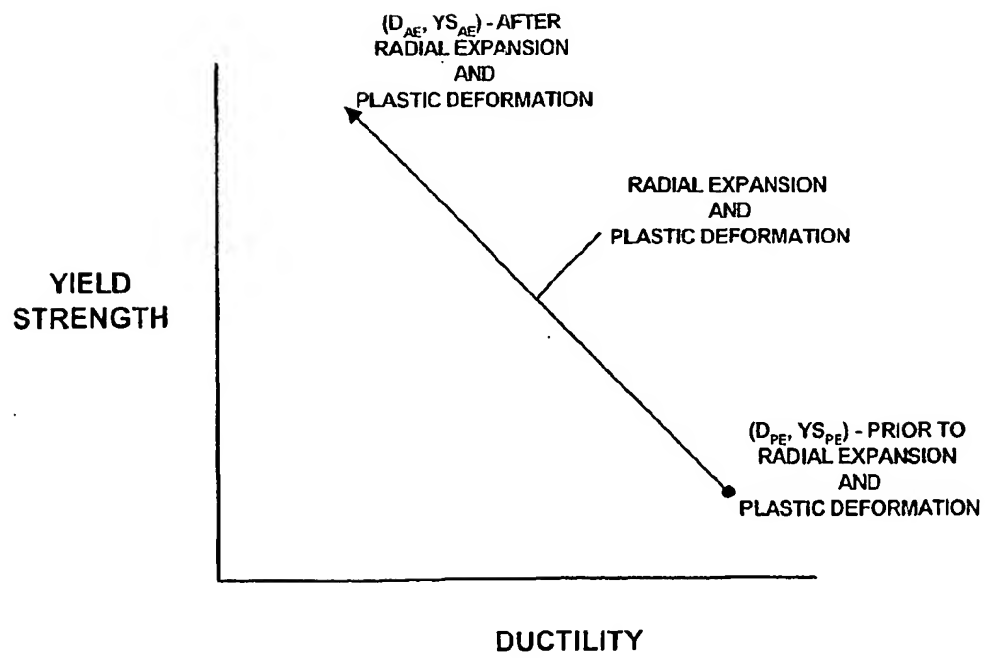 (D_AE, YS_AE) - AFTER
RADIAL EXPANSION
AND
PLASTIC DEFORMATION
RADIAL EXPANSION
AND
PLASTIC DEFORMATION
YIELD
STRENGTH
(D_PE, YS_PE) - PRIOR TO
RADIAL EXPANSION
AND
PLASTIC DEFORMATION
DUCTILITY